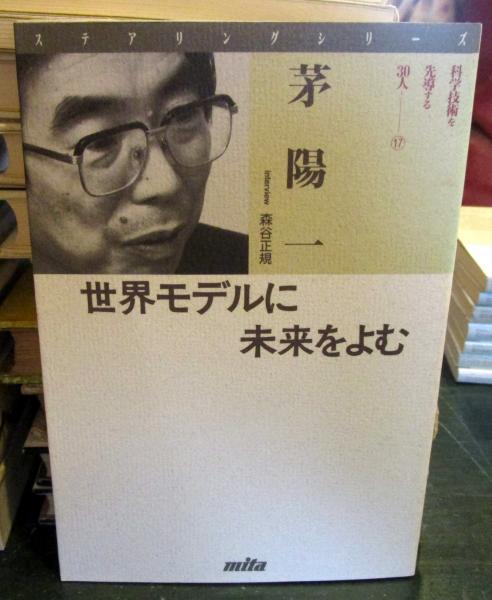 ステアリングシリーズ
科学技術を
先導する
30人——⑰
茅陽一
interview 森谷正規
世界モデルに
未来をよむ
mita